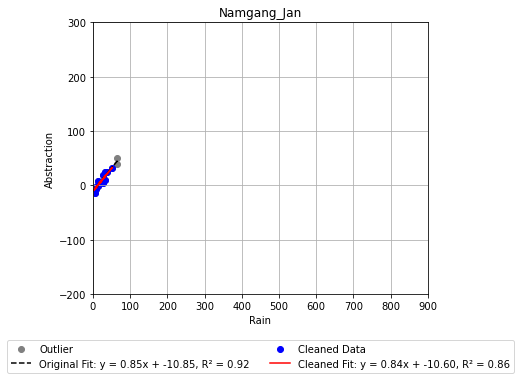 Namgang_Jan
300
200
100
0
−100
−200
Abstraction
0 100 200 300 400 500 600 700 800 900
Rain
Outlier
Original Fit: y = 0.85x + -10.85, R² = 0.92
Cleaned Data
Cleaned Fit: y = 0.84x + -10.60, R² = 0.86